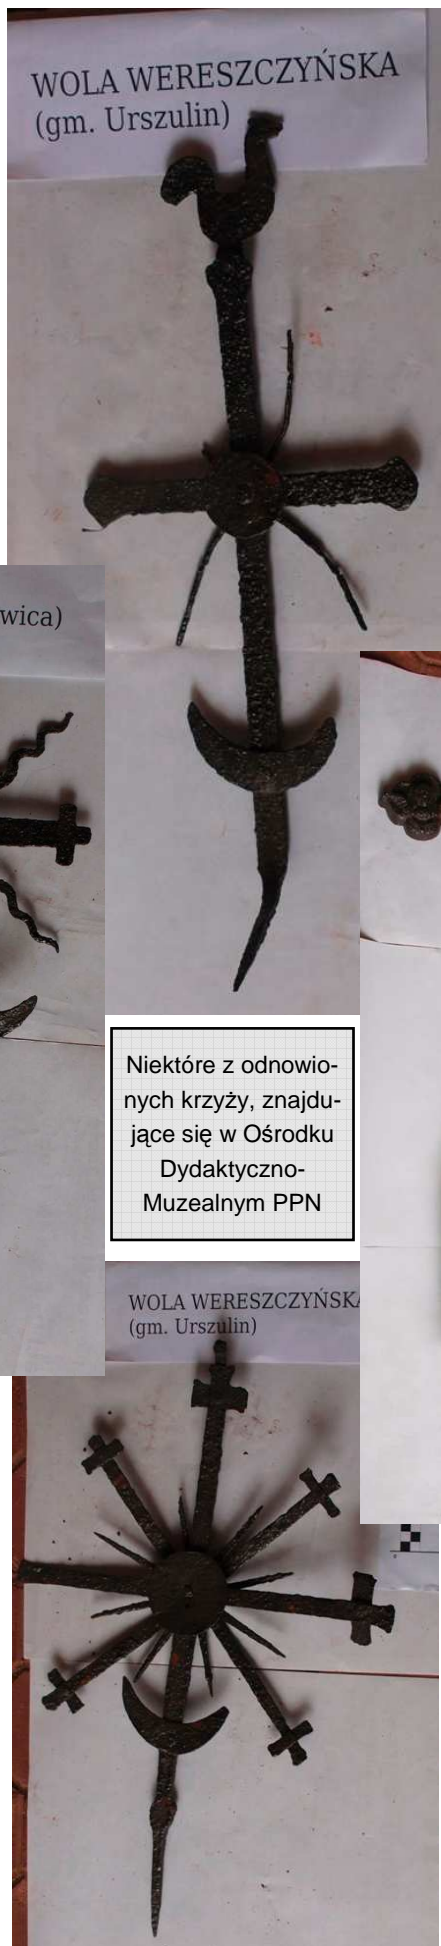 WOLA WERESZCZYŃSKA
(gm. Urszulin)
wica)
Niektóre z odnowio-
nych krzyży, znajdu-
jące się w Ośrodku
Dydaktyczno-
Muzealnym PPN
WOLA WERESZCZYŃSKA
(gm. Urszulin)